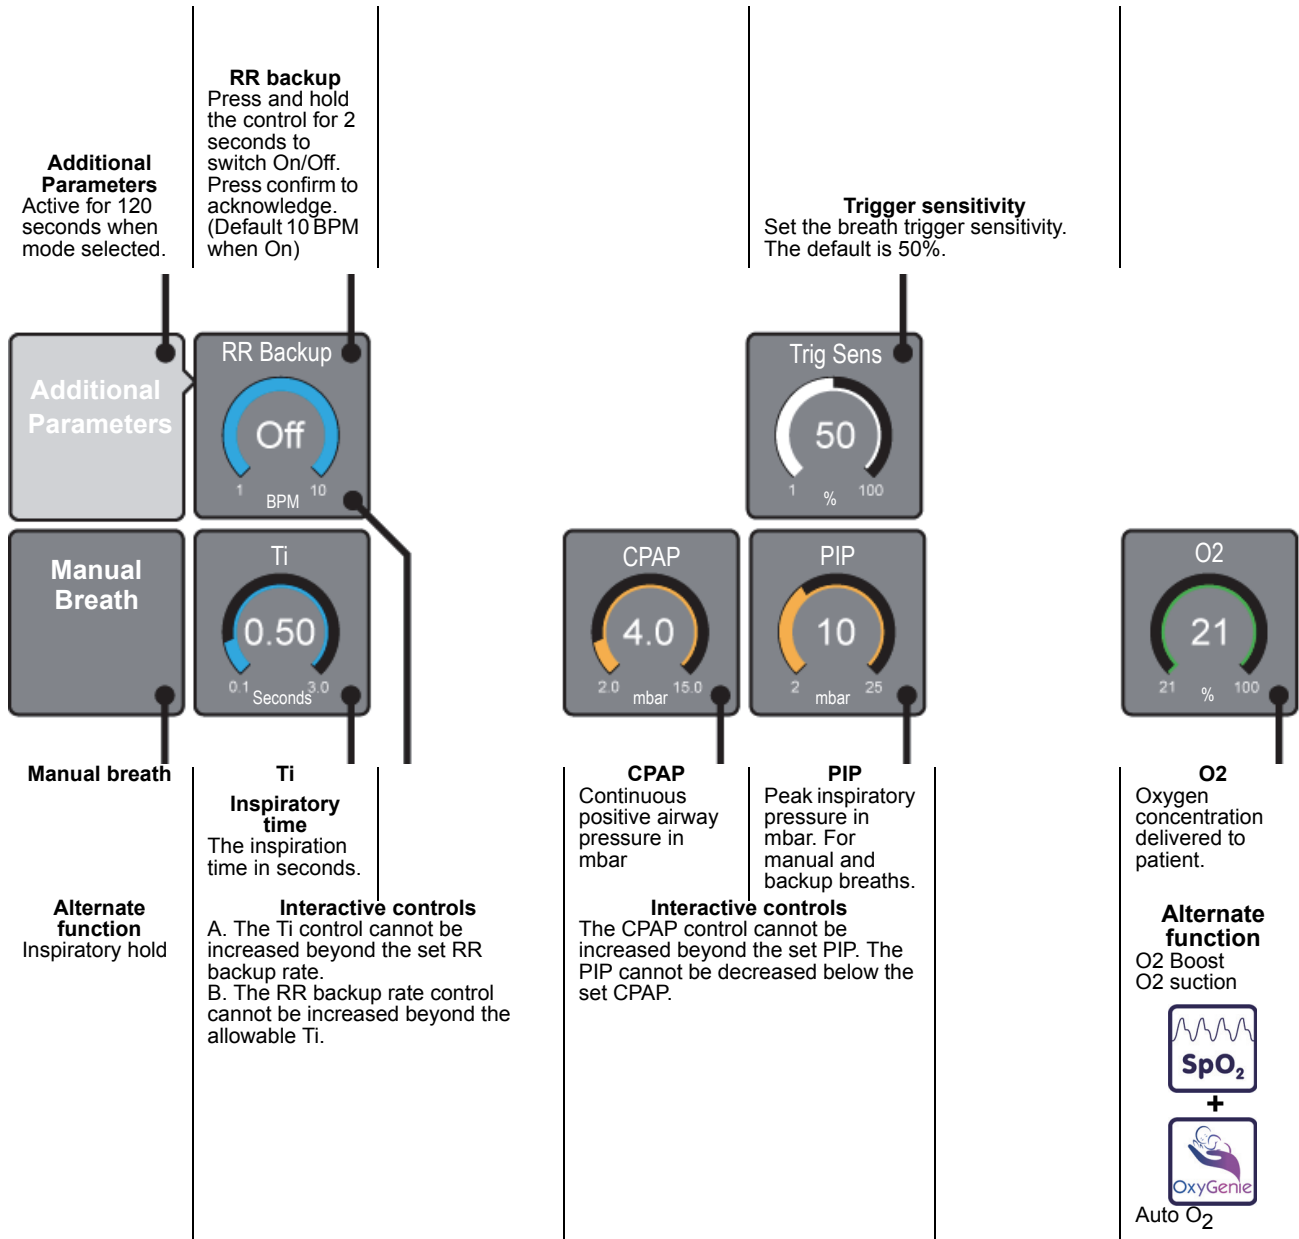 RR backup
Press and hold
the control for 2
seconds to
switch On/Off.
Press confirm to
acknowledge.
(Default 10 BPM
when On)
Additional
Parameters
Active for 120
seconds when
mode selected.
Trigger sensitivity
Set the breath trigger sensitivity.
The default is 50%.
Additional
Parameters
RR Backup
Off
1 10
BPM
Trig Sens
50
1 100
%
Manual
Breath
Ti
0.50
0.1 3.0
Seconds
CPAP
4.0
2.0 15.0
mbar
PIP
10
2 25
mbar
O2
21
21 100
%
Manual breath
Ti
Inspiratory
time
The inspiration
time in seconds.
CPAP
Continuous
positive airway
pressure in
mbar
PIP
Peak inspiratory
pressure in
mbar. For
manual and
backup breaths.
O2
Oxygen
concentration
delivered to
patient.
Alternate
function
Inspiratory hold
Interactive controls
A. The Ti control cannot be
increased beyond the set RR
backup rate.
B. The RR backup rate control
cannot be increased beyond the
allowable Ti.
Interactive controls
The CPAP control cannot be
increased beyond the set PIP. The
PIP cannot be decreased below the
set CPAP.
Alternate
function
O2 Boost
O2 suction
SpO2
+
OxyGenie
Auto O2